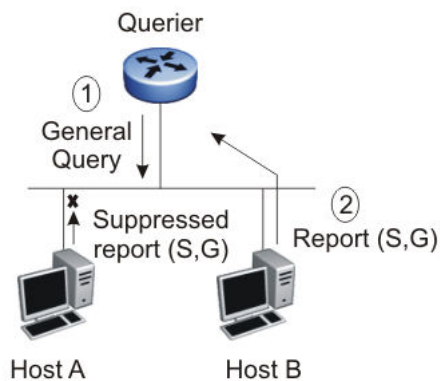 Querier
1
General
Query
2
Suppressed
report (S,G)
Report (S,G)
Host A
Host B